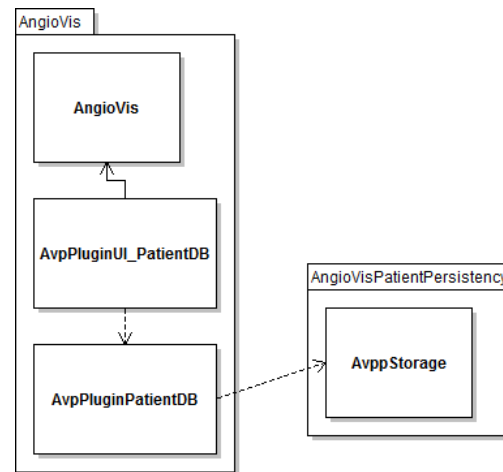 AngioVis
AngioVis
AvpPluginUI_PatientDB
AvpPluginPatientDB
AngioVisPatientPersistency
AvppStorage